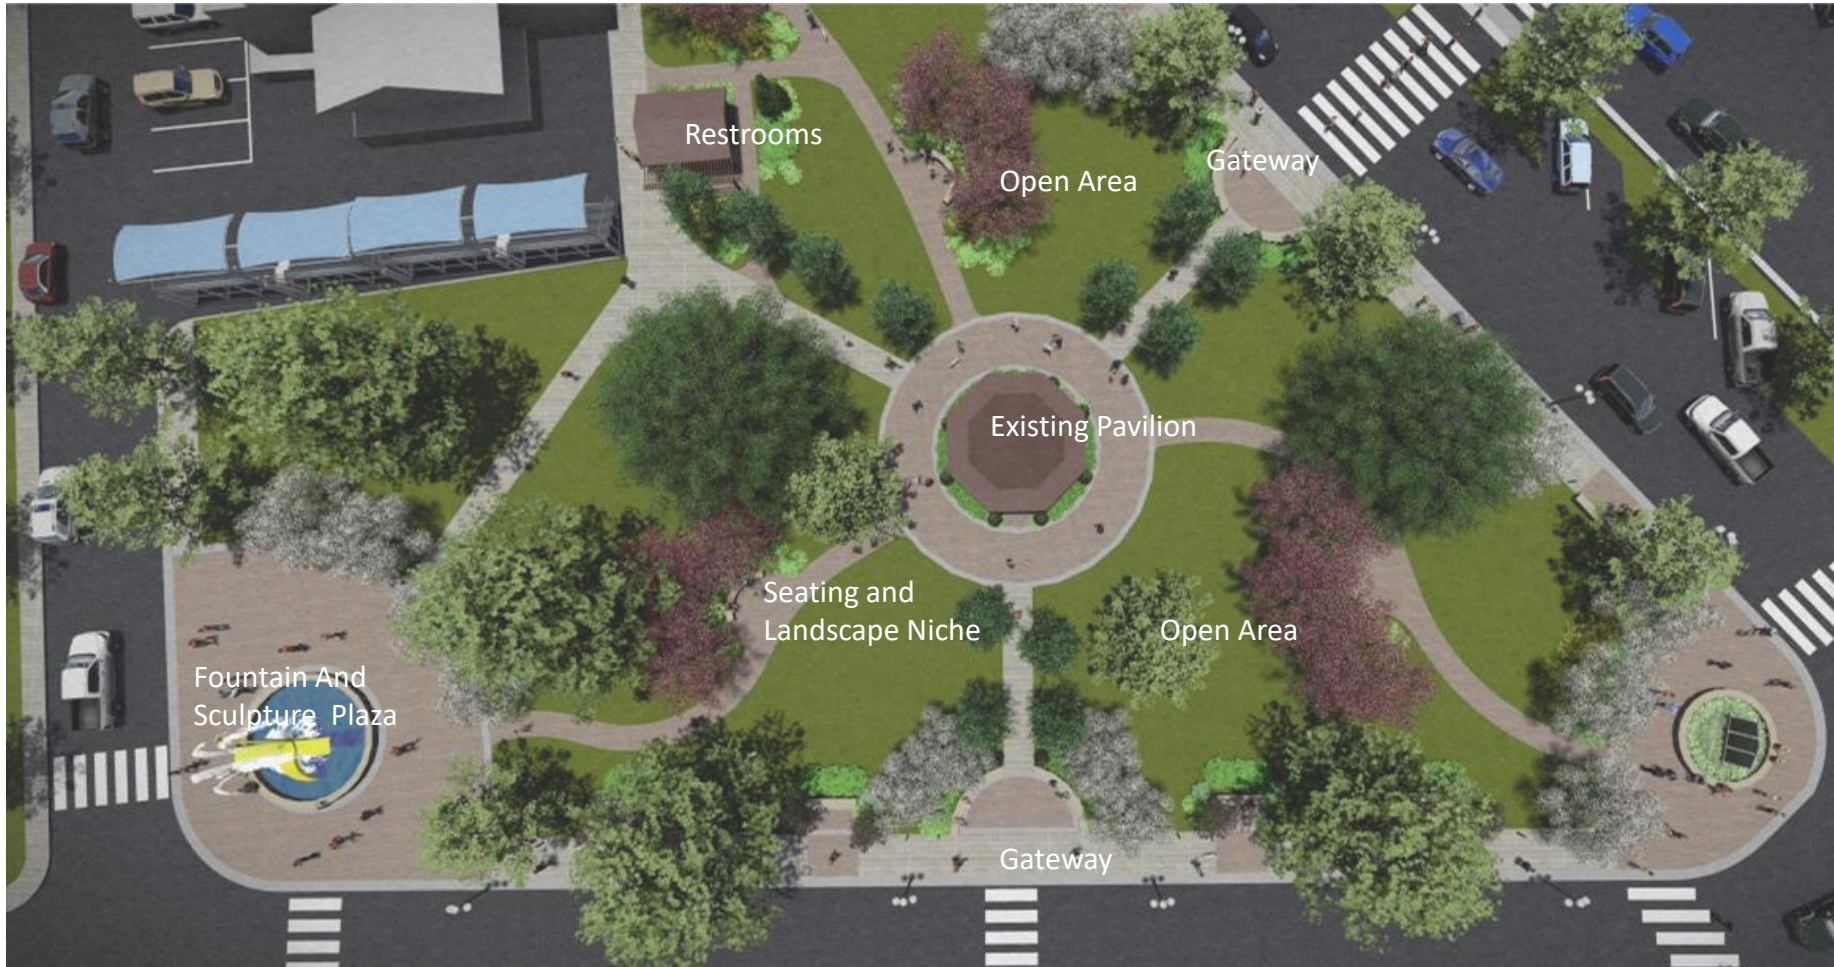 Restrooms
Open Area
Gateway
Existing Pavilion
Seating and
Landscape Niche
Open Area
Fountain And
Sculpture Plaza
Gateway